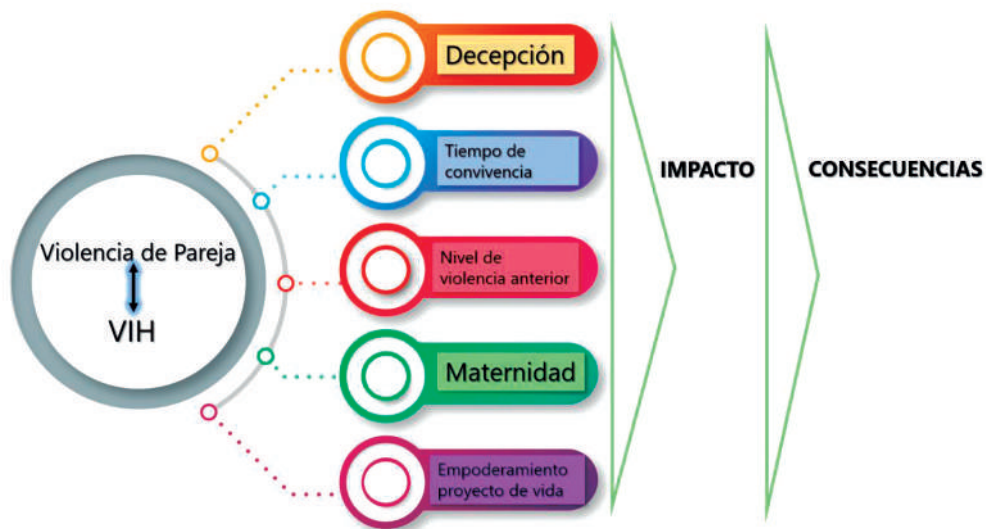 Violencia de Pareja
VIH
Decepción
Tiempo de
convivencia
Nivel de
violencia anterior
Maternidad
Empoderamiento
proyecto de vida
IMPACTO
CONSECUENCIAS